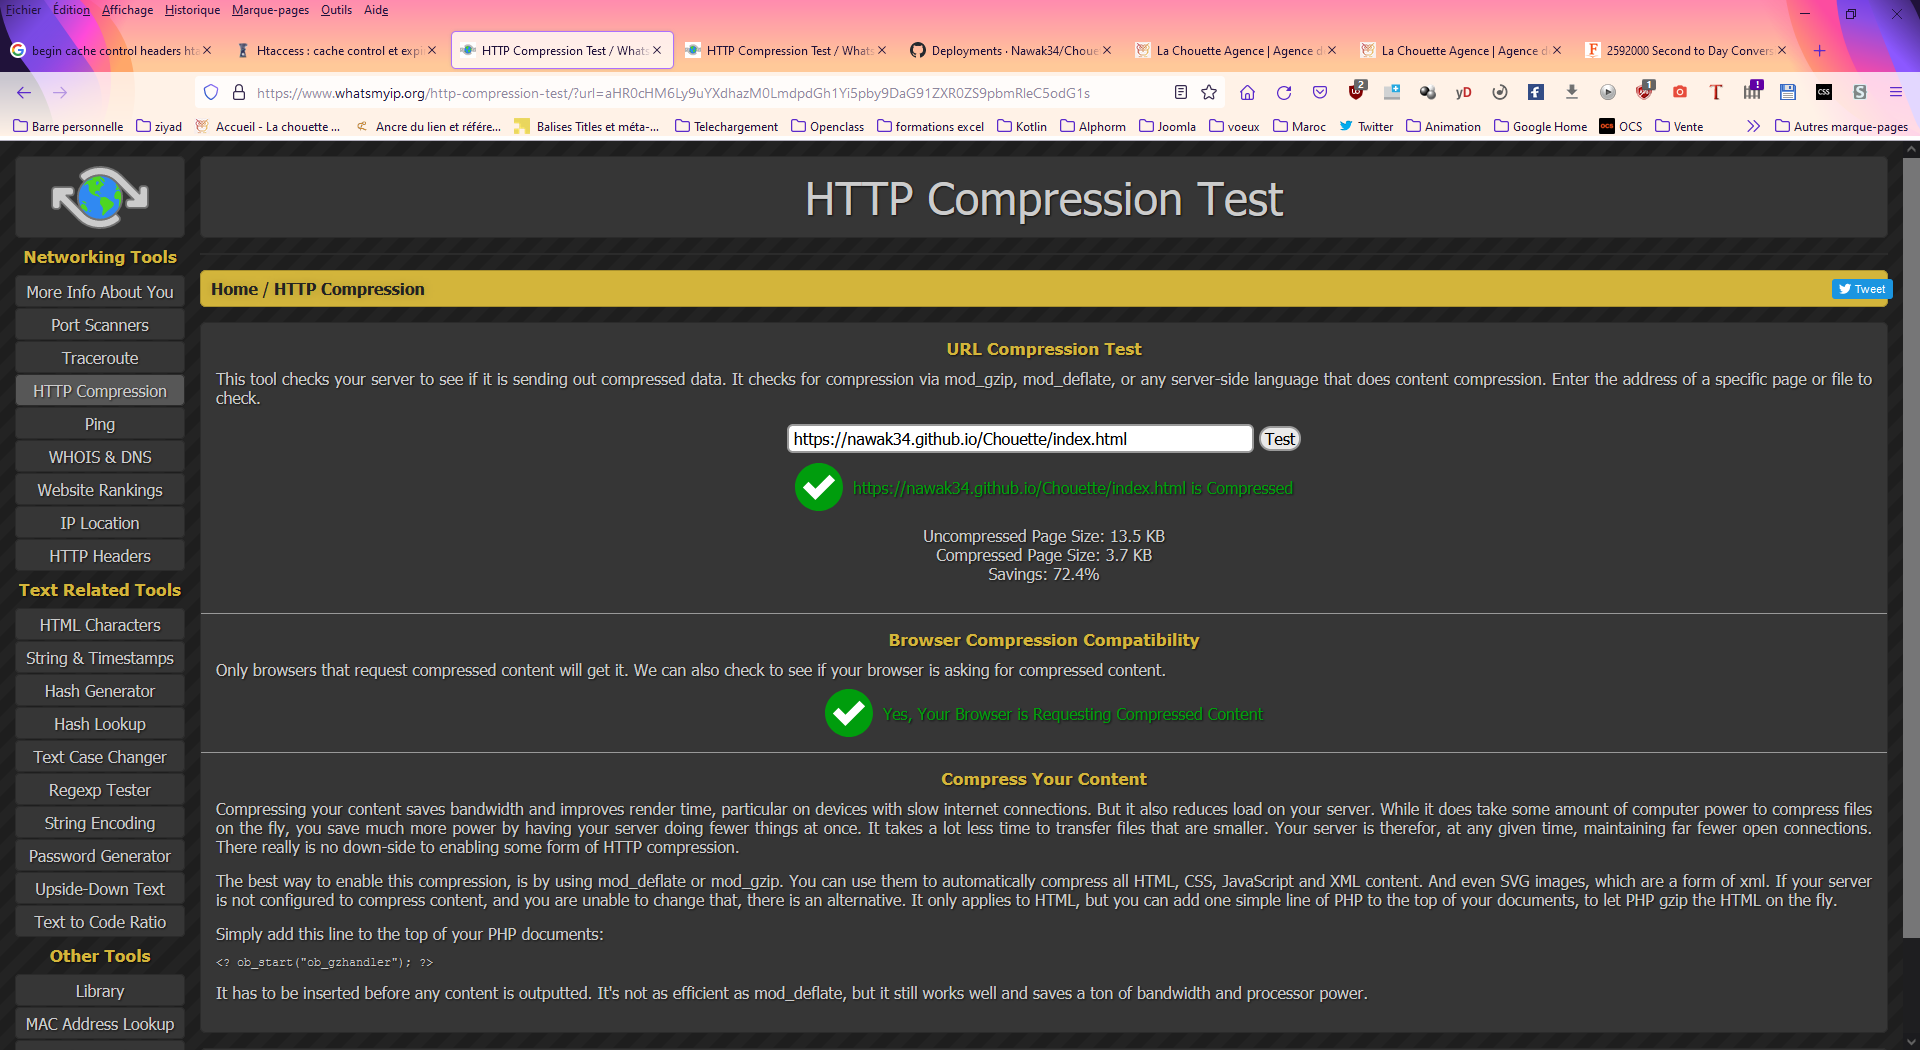 Fichier Édition Affichage Historique Marque-pages Outils Aide
begin cache control headers hta
Htaccess : cache control et expi
HTTP Compression Test / Whats
HTTP Compression Test / Whats
Deployments · Nawak34/Choue
La Chouette Agence | Agence d
La Chouette Agence | Agence d
2592000 Second to Day Convers
https://www.whatsmyip.org/http-compression-test/?url=aHR0cHM6Ly9uYXdhazM0LmdpdGh1Yi5pby9DaG91ZXR0ZS9pbmRleC5odG1s
Barre personnelle ziyad Accueil - La chouette ... Ancre du lien et référe... Balises Titles et méta-... Telechargement Openclass formations excel Kotlin Alphorm Joomla voeux Maroc Twitter Animation Google Home OCS Vente Autres marque-pages
HTTP Compression Test
Networking Tools
More Info About You
Port Scanners
Traceroute
HTTP Compression
Ping
WHOIS & DNS
Website Rankings
IP Location
HTTP Headers
Text Related Tools
HTML Characters
String & Timestamps
Hash Generator
Hash Lookup
Text Case Changer
Regexp Tester
String Encoding
Password Generator
Upside-Down Text
Text to Code Ratio
Other Tools
Library
MAC Address Lookup
Home / HTTP Compression
Tweet
URL Compression Test
This tool checks your server to see if it is sending out compressed data. It checks for compression via mod_gzip, mod_deflate, or any server-side language that does content compression. Enter the address of a specific page or file to
check.
https://nawak34.github.io/Chouette/index.html Test
https://nawak34.github.io/Chouette/index.html is Compressed
Uncompressed Page Size: 13.5 KB
Compressed Page Size: 3.7 KB
Savings: 72.4%
Browser Compression Compatibility
Only browsers that request compressed content will get it. We can also check to see if your browser is asking for compressed content.
Yes, Your Browser is Requesting Compressed Content
Compress Your Content
Compressing your content saves bandwidth and improves render time, particular on devices with slow internet connections. But it also reduces load on your server. While it does take some amount of computer power to compress files
on the fly, you save much more power by having your server doing fewer things at once. It takes a lot less time to transfer files that are smaller. Your server is therefor, at any given time, maintaining far fewer open connections.
There really is no down-side to enabling some form of HTTP compression.
The best way to enable this compression, is by using mod_deflate or mod_gzip. You can use them to automatically compress all HTML, CSS, JavaScript and XML content. And even SVG images, which are a form of xml. If your server
is not configured to compress content, and you are unable to change that, there is an alternative. It only applies to HTML, but you can add one simple line of PHP to the top of your documents, to let PHP gzip the HTML on the fly.
Simply add this line to the top of your PHP documents:
<? ob_start("ob_gzhandler"); ?>
It has to be inserted before any content is outputted. It's not as efficient as mod_deflate, but it still works well and saves a ton of bandwidth and processor power.